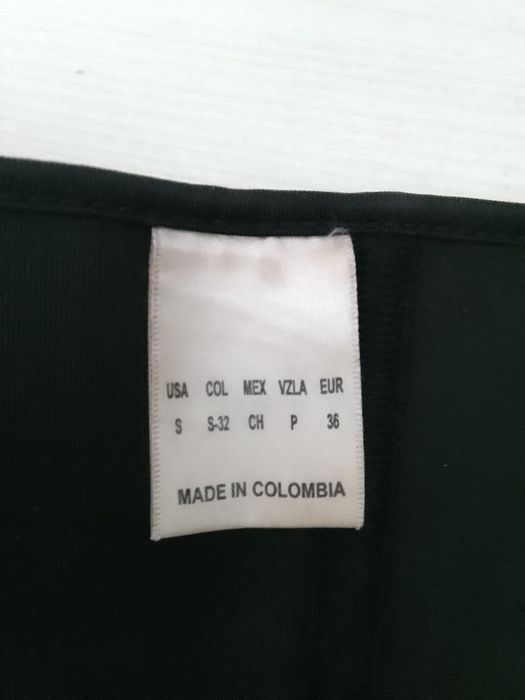 USA COL MEX VZLA EUR
S S-32 CH P 36
MADE IN COLOMBIA